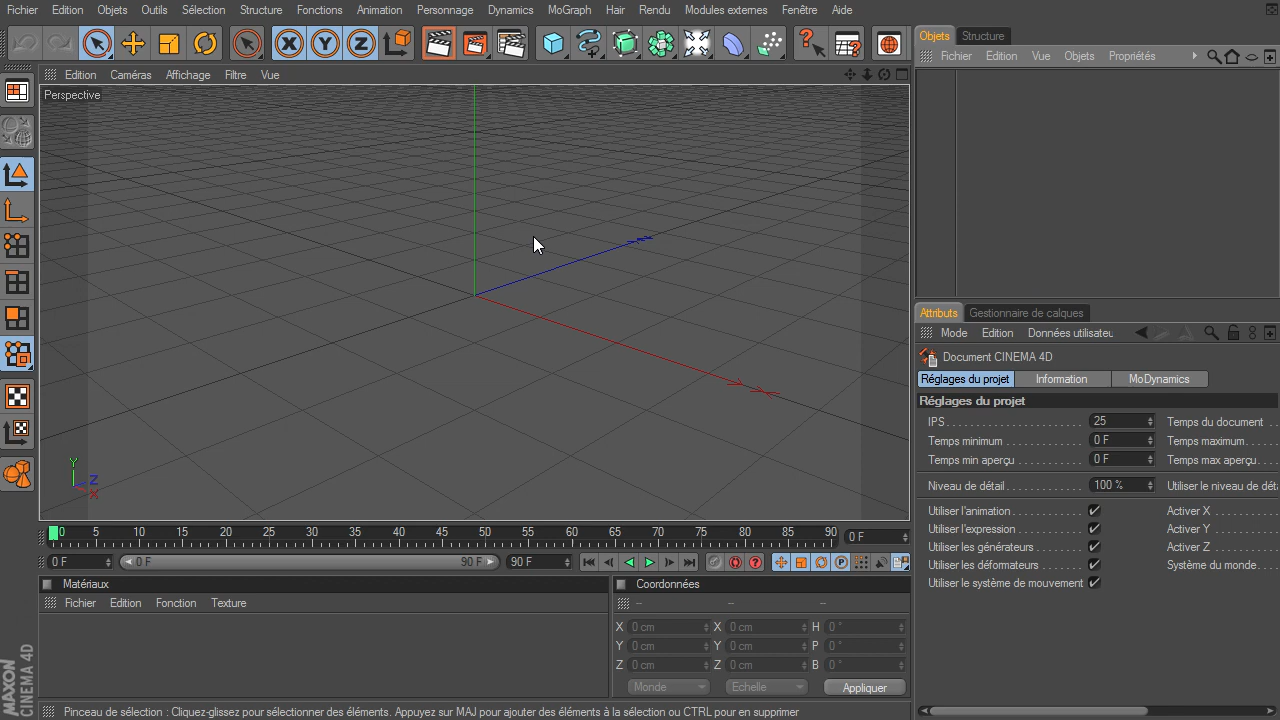 Fichier Edition Objets Outils Sélection Structure Fonctions Animation Personnage Dynamics MoGraph Hair Rendu Modules externes Fenêtre Aide
X Y Z
Objets Structure
Fichier Edition Vue Objets Propriétés
Edition Caméras Affichage Filtre Vue
Perspective
Y
Z
X
Attributs Gestionnaire de calques
Mode Edition Données utilisateu
Document CINEMA 4D
Réglages du projet Information MoDynamics
Réglages du projet
IPS 25 Temps du document
Temps minimum 0 F Temps maximum
Temps min aperçu 0 F Temps max aperçu
Niveau de détail 100 % Utiliser le niveau de dét
Utiliser l'animation Activer X
Utiliser l'expression Activer Y
Utiliser les générateurs Activer Z
Utiliser les déformateurs Système du monde
Utiliser le système de mouvement
0 5 10 15 20 25 30 35 40 45 50 55 60 65 70 75 80 85 90 0 F
0 F 0 F 90 F 90 F
Matériaux
Fichier Edition Fonction Texture
Coordonnées
-- -- --
X 0 cm X 0 cm H 0 °
Y 0 cm Y 0 cm P 0 °
Z 0 cm Z 0 cm B 0 °
Monde Echelle Appliquer
MAXON
CINEMA 4D
Pinceau de sélection : Cliquez-glissez pour sélectionner des éléments. Appuyez sur MAJ pour ajouter des éléments à la sélection ou CTRL pour en supprimer